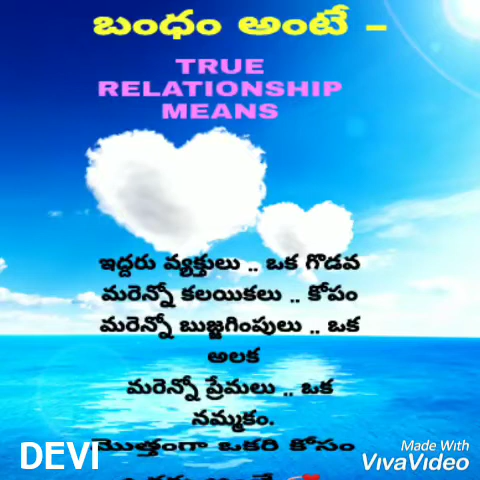 బంధం అంటే –
TRUE
RELATIONSHIP
MEANS
ఇద్దరు వ్యక్తులు .. ఒక గొడవ
మరెన్నో కలయికలు .. కోపం
మరెన్నో బుజ్జగింపులు .. ఒక
అలక
మరెన్నో ప్రేమలు .. ఒక
నమ్మకం.
మొత్తంగా ఒకరి కోసం
DEVI
Made With
VivaVideo